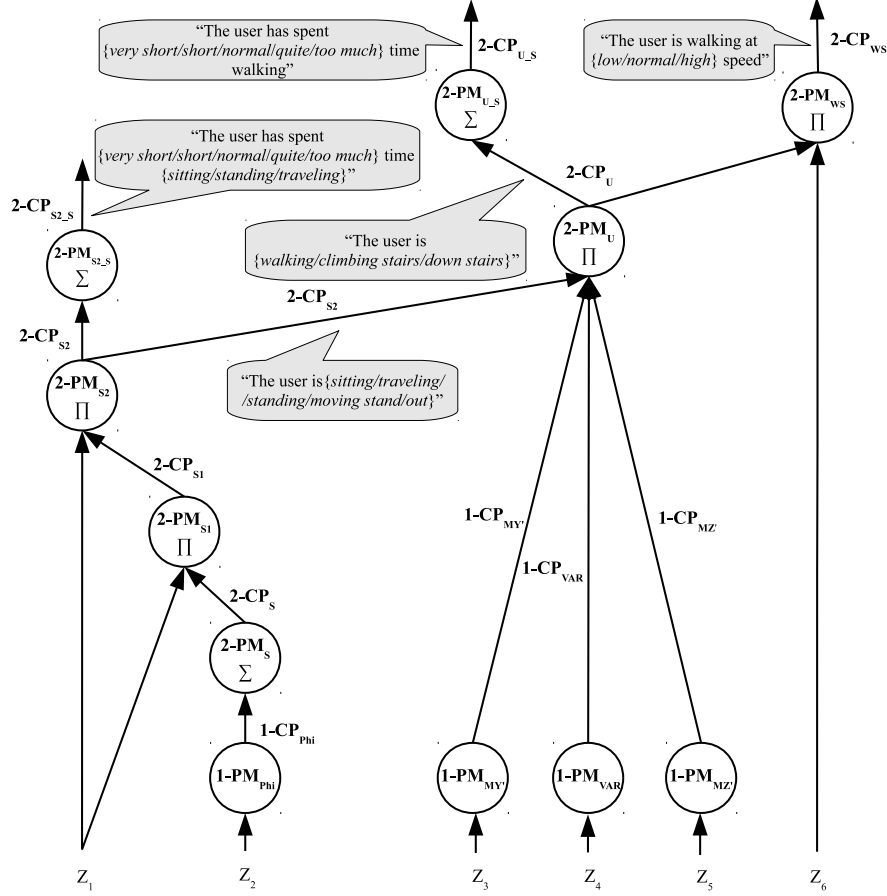 “The user has spent
{very short/short/normal/quite/too much} time
walking”
2-CP_U_S
“The user is walking at
{low/normal/high} speed”
2-CP_WS
2-PM_U_S
∑
2-PM_WS
∏
“The user has spent
{very short/short/normal/quite/too much} time
{sitting/standing/traveling}”
2-CP_U
2-CP_S2_S
2-PM_S2_S
∑
“The user is
{walking/climbing stairs/down stairs}”
2-PM_U
∏
2-CP_S2
2-CP_S2
2-PM_S2
∏
“The user is{sitting/traveling/
/standing/moving stand/out}”
2-CP_S1
2-PM_S1
∏
1-CP_MY'
1-CP_MZ'
1-CP_VAR
2-CP_S
2-PM_S
∑
1-CP_Phi
1-PM_Phi
1-PM_MY'
1-PM_VAR
1-PM_MZ'
Z_1
Z_2
Z_3
Z_4
Z_5
Z_6